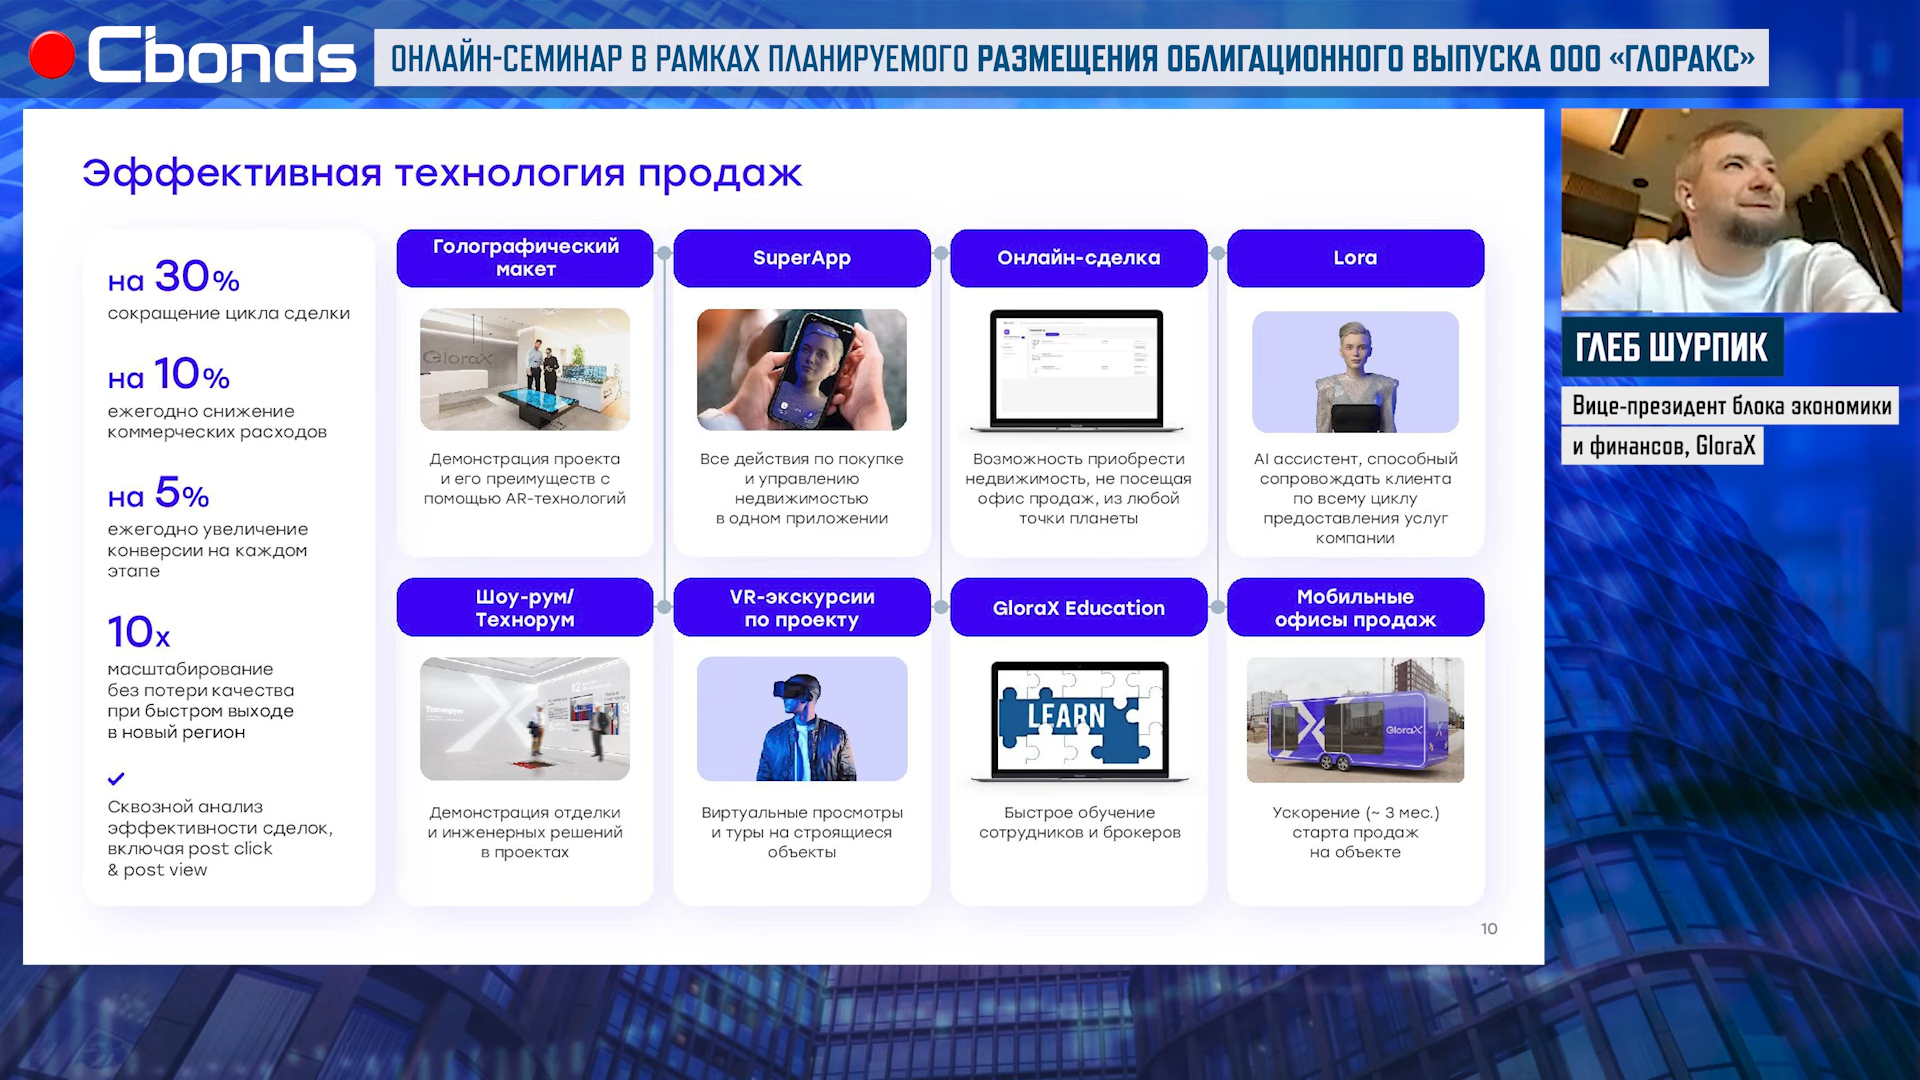 Cbonds
ОНЛАЙН-СЕМИНАР В РАМКАХ ПЛАНИРУЕМОГО РАЗМЕЩЕНИЯ ОБЛИГАЦИОННОГО ВЫПУСКА ООО «ГЛОРАКС»
Эффективная технология продаж
на 30%
сокращение цикла сделки
на 10%
ежегодно снижение
коммерческих расходов
на 5%
ежегодно увеличение
конверсии на каждом
этапе
10x
масштабирование
без потери качества
при быстром выходе
в новый регион
Сквозной анализ
эффективности сделок,
включая post click
& post view
Голографический
макет
GloraX
Демонстрация проекта
и его преимуществ с
помощью AR-технологий
SuperApp
Все действия по покупке
и управлению
недвижимостью
в одном приложении
Онлайн-сделка
Возможность приобрести
недвижимость, не посещая
офис продаж, из любой
точки планеты
Lora
AI ассистент, способный
сопровождать клиента
по всему циклу
предоставления услуг
компании
Шоу-рум/
Технорум
Технорум
Демонстрация отделки
и инженерных решений
в проектах
VR-экскурсии
по проекту
Виртуальные просмотры
и туры на строящиеся
объекты
GloraX Education
LEARN
Быстрое обучение
сотрудников и брокеров
Мобильные
офисы продаж
GloraX
Ускорение (~ 3 мес.)
старта продаж
на объекте
10
ГЛЕБ ШУРПИК
Вице-президент блока экономики
и финансов, GloraX